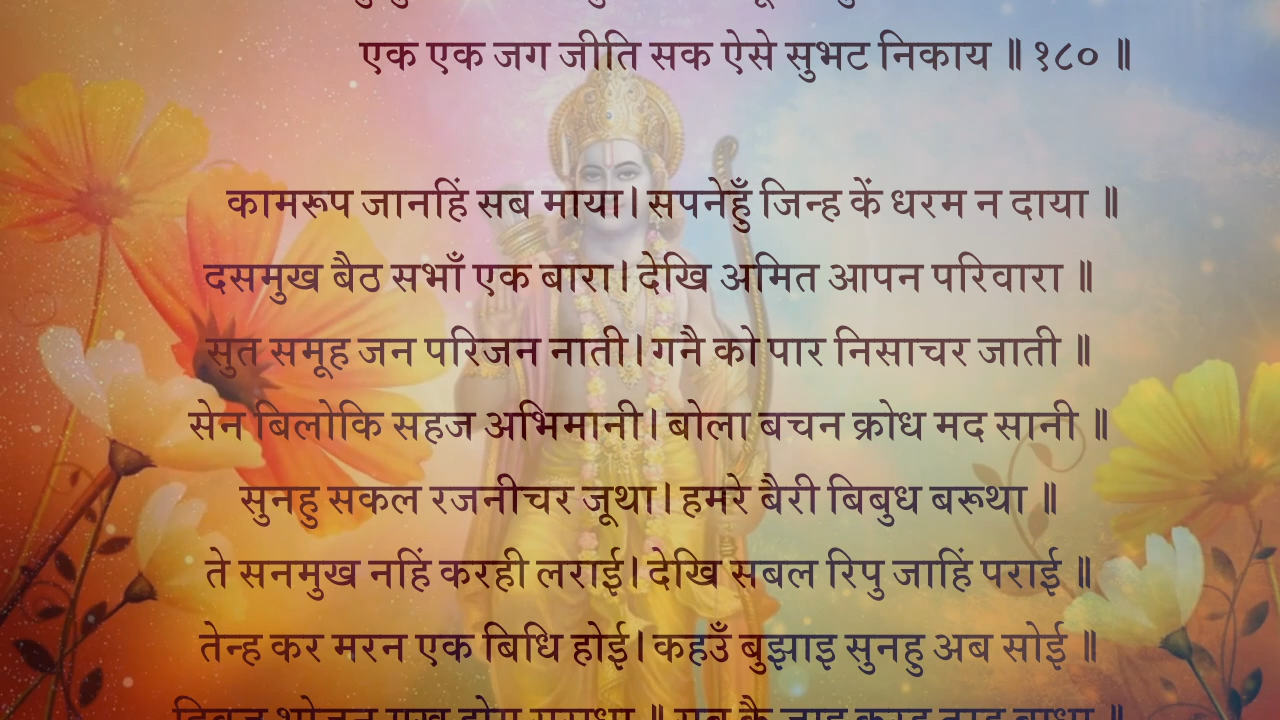 एक एक जग जीति सक ऐसे सुभट निकाय ॥ १८० ॥
कामरूप जानहिं सब माया। सपनेहुँ जिन्ह कें धरम न दाया ॥
दसमुख बैठ सभाँ एक बारा। देखि अमित आपन परिवारा ॥
सुत समूह जन परिजन नाती। गनै को पार निसाचर जाती ॥
सेन बिलोकि सहज अभिमानी। बोला बचन क्रोध मद सानी ॥
सुनहु सकल रजनीचर जूथा। हमरे बैरी बिबुध बरूथा ॥
ते सनमुख नहिं करही लराई। देखि सबल रिपु जाहिं पराई ॥
तेन्ह कर मरन एक बिधि होई। कहउँ बुझाइ सुनहु अब सोई ॥